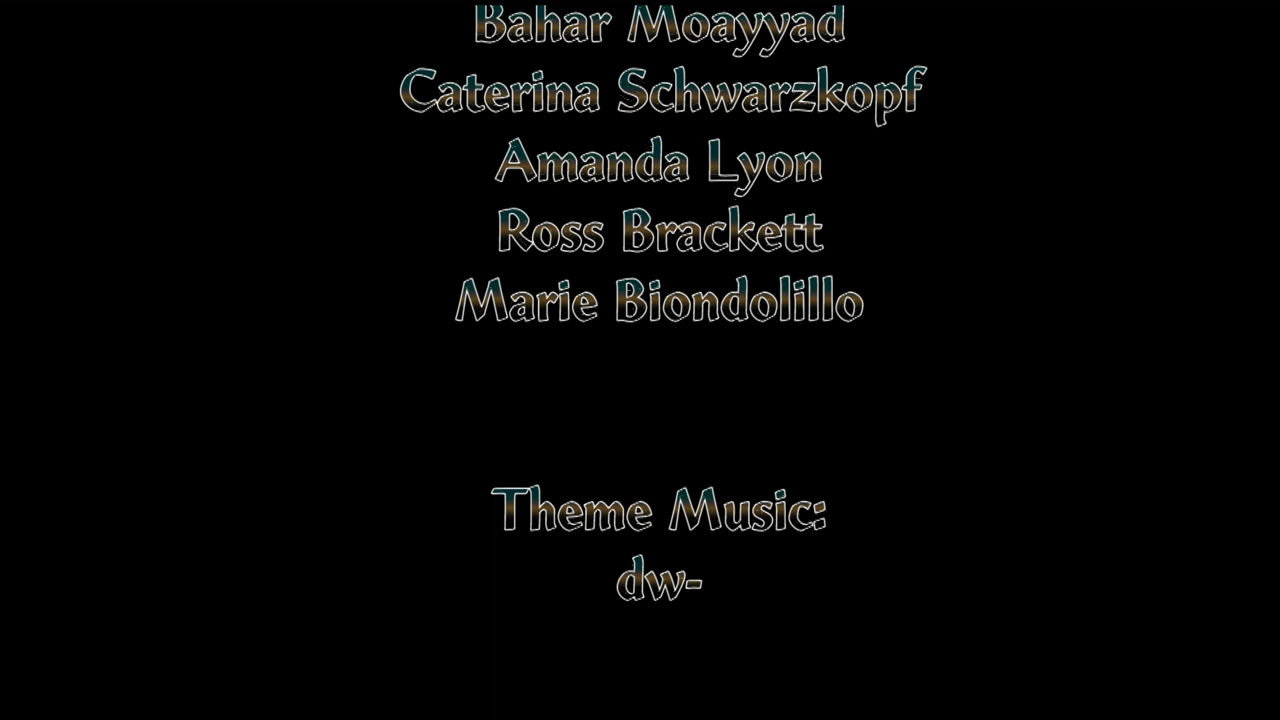 Bahar Moayyad
Caterina Schwarzkopf
Amanda Lyon
Ross Brackett
Marie Biondolillo
Theme Music:
dw-